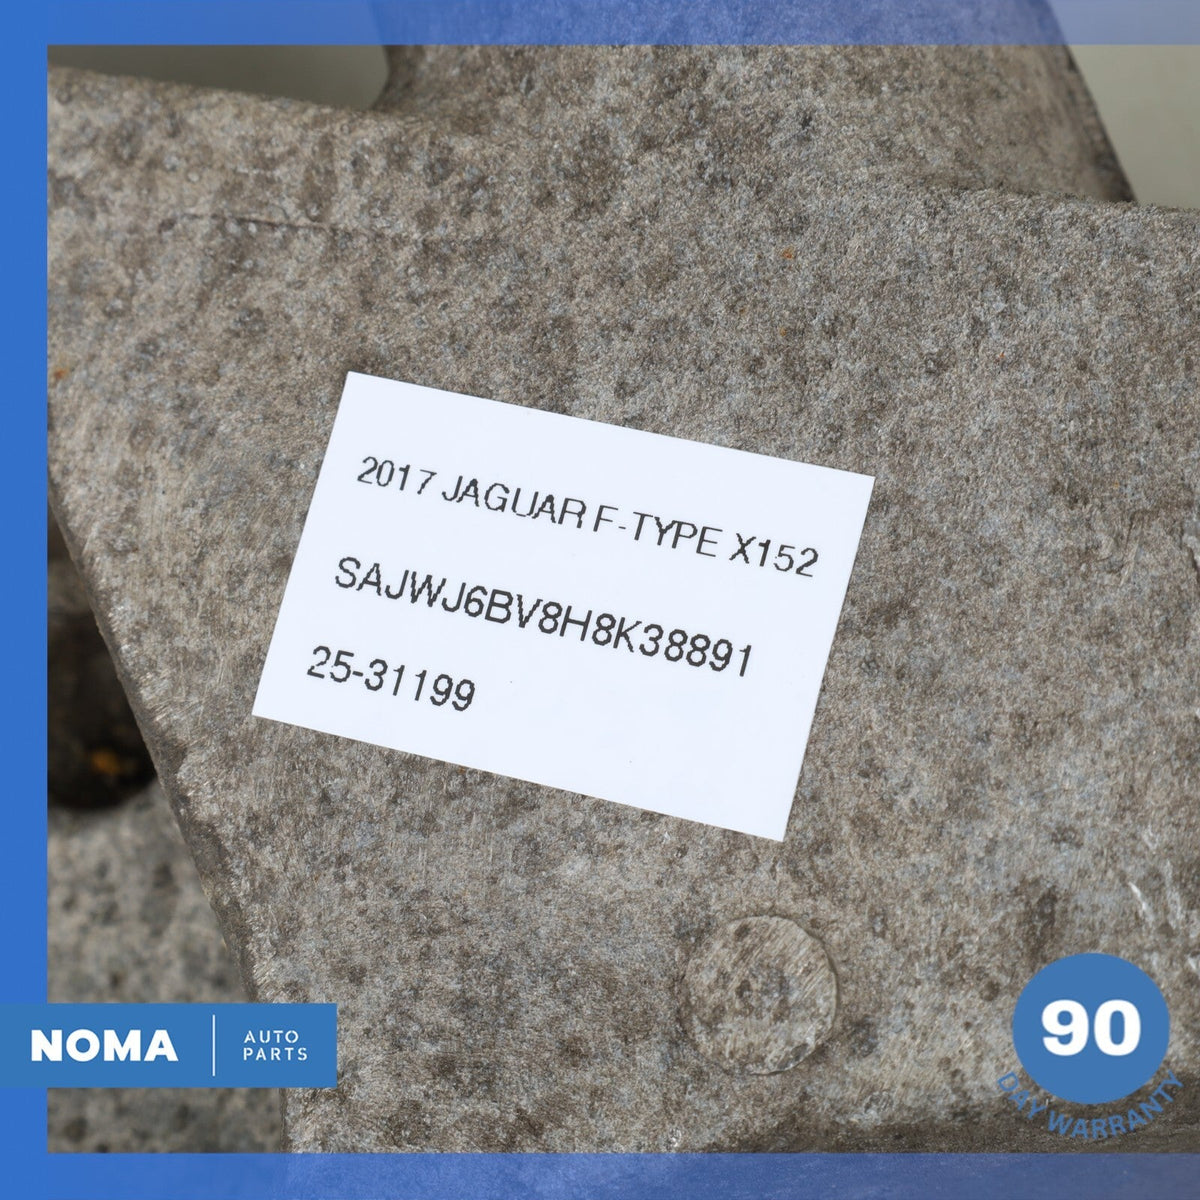 2017 JAGUAR F-TYPE X152
SAJWJ6BV8H8K38891
25-31199
NOMA
AUTO
PARTS
90
DAY WARRANTY